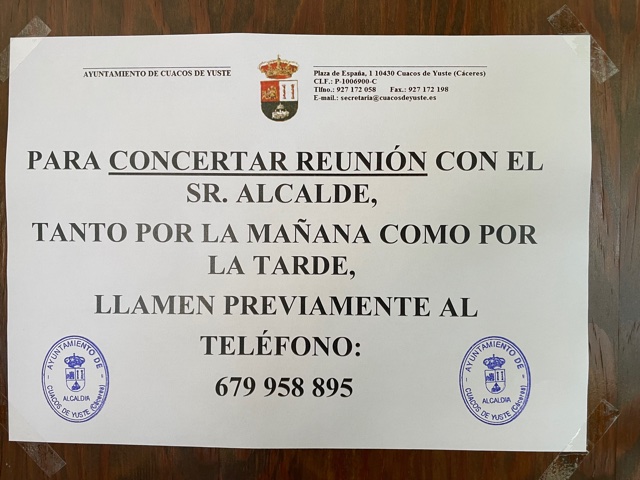 AYUNTAMIENTO DE CUACOS DE YUSTE
Plaza de España, 1 10430 Cuacos de Yuste (Cáceres)
C.I.F.: P-1006900-C
Tlfno.: 927 172 058 Fax.: 927 172 198
E-mail.: secretaria@cuacosdeyuste.es
PARA CONCERTAR REUNIÓN CON EL
SR. ALCALDE,
TANTO POR LA MAÑANA COMO POR
LA TARDE,
LLAMEN PREVIAMENTE AL
TELÉFONO:
679 958 895
AYUNTAMIENTO DE
ALCALDIA
CUACOS DE YUSTE (Cáceres)
AYUNTAMIENTO DE
ALCALDIA
CUACOS DE YUSTE (Cáceres)